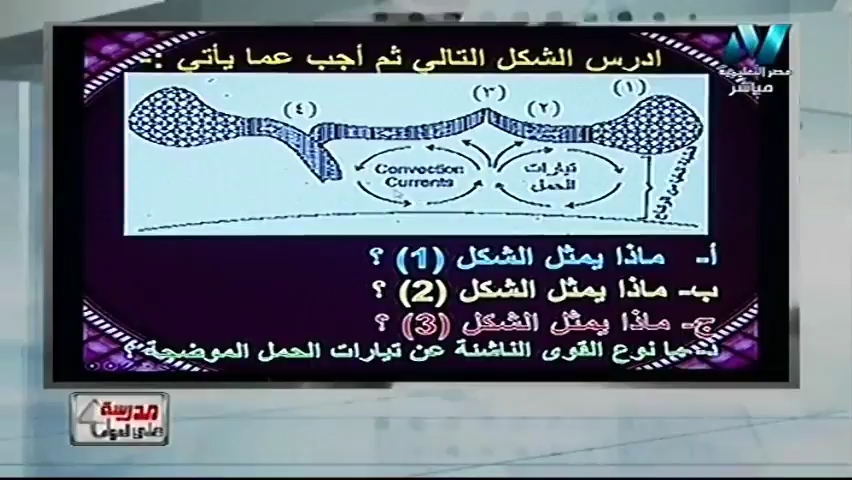 ادرس الشكل التالي ثم أجب عما يأتي :-
مصر التعليمية
مباشر
(١)
(٢)
(٣)
(٤)
Convection
Currents
تيارات
الحمل
أ- ماذا يمثل الشكل (1) ؟
ب- ماذا يمثل الشكل (2) ؟
ج- ماذا يمثل الشكل (3) ؟
ما نوع القوى الناشئة عن تيارات الحمل الموضحة ؟
مدرسة
على الهواء